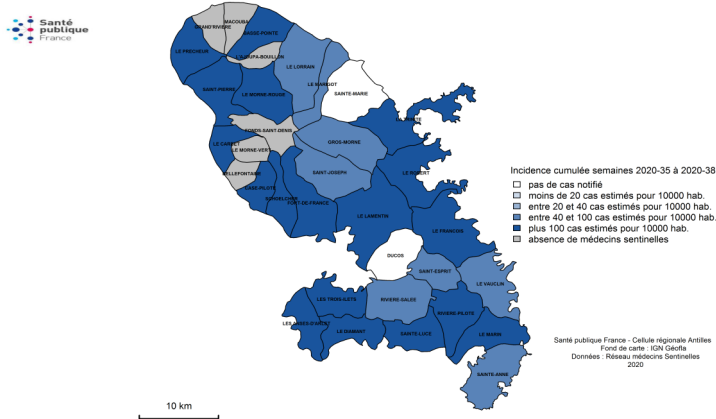 Santé
publique
France
MACOUBA
GRAND'RIVIERE
BASSE-POINTE
LE PRECHEUR
L'AJOUPA-BOUILLON
LE LORRAIN
LE MARIGOT
SAINT-PIERRE
LE MORNE-ROUGE
SAINTE-MARIE
LA TRINITE
FONDS-SAINT-DENIS
LE CARBET
LE MORNE-VERT
GROS-MORNE
BELLEFONTAINE
SAINT-JOSEPH
LE ROBERT
CASE-PILOTE
SCHOELCHER
FORT-DE-FRANCE
LE LAMENTIN
LE FRANCOIS
DUCOS
SAINT-ESPRIT
LE VAUCLIN
LES TROIS-ILETS
RIVIERE-SALEE
RIVIERE-PILOTE
LES ANSES-D'ARLET
LE DIAMANT
SAINTE-LUCE
LE MARIN
SAINTE-ANNE
Incidence cumulée semaines 2020-35 à 2020-38
pas de cas notifié
moins de 20 cas estimés pour 10000 hab.
entre 20 et 40 cas estimés pour 10000 hab.
entre 40 et 100 cas estimés pour 10000 hab.
plus 100 cas estimés pour 10000 hab.
absence de médecins sentinelles
Santé publique France - Cellule régionale Antilles
Fond de carte : IGN Géofla
Données : Réseau médecins Sentinelles
2020
10 km